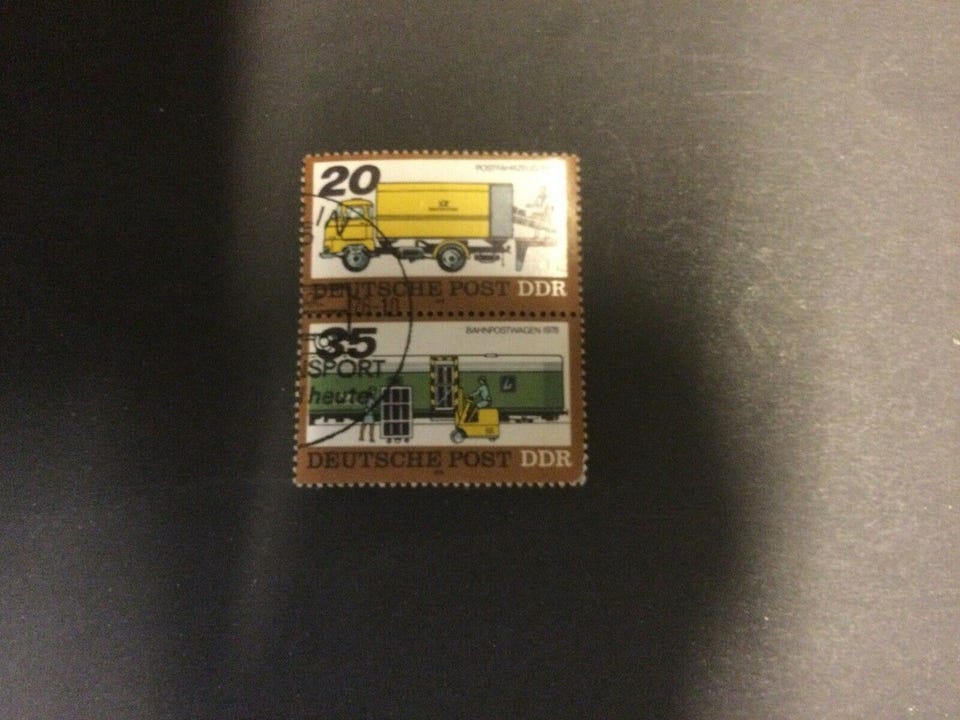 20
POSTFAHRZEUG
DEUTSCHE POST DDR
35
BAHNPOSTWAGEN 1978
SPORT
heute
DEUTSCHE POST DDR